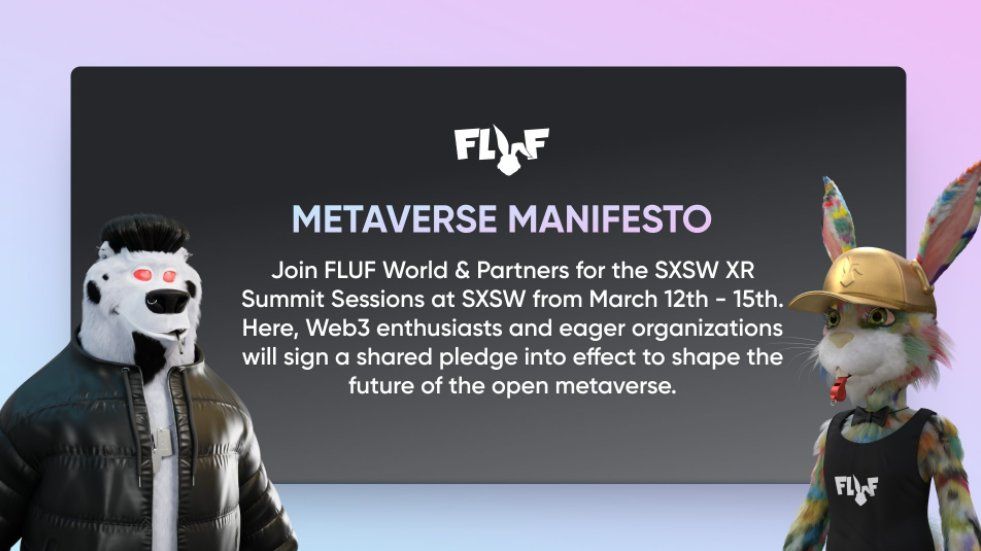 FLUF
METAVERSE MANIFESTO
Join FLUF World & Partners for the SXSW XR
Summit Sessions at SXSW from March 12th - 15th.
Here, Web3 enthusiasts and eager organizations
will sign a shared pledge into effect to shape the
future of the open metaverse.
FLUF